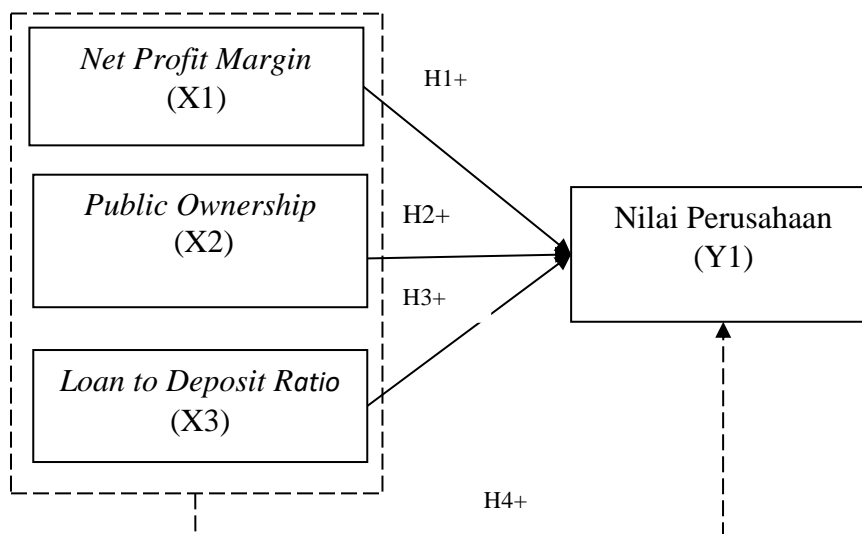 Net Profit Margin
(X1)
H1+
Public Ownership
(X2)
H2+
Nilai Perusahaan
(Y1)
H3+
Loan to Deposit Ratio
(X3)
H4+